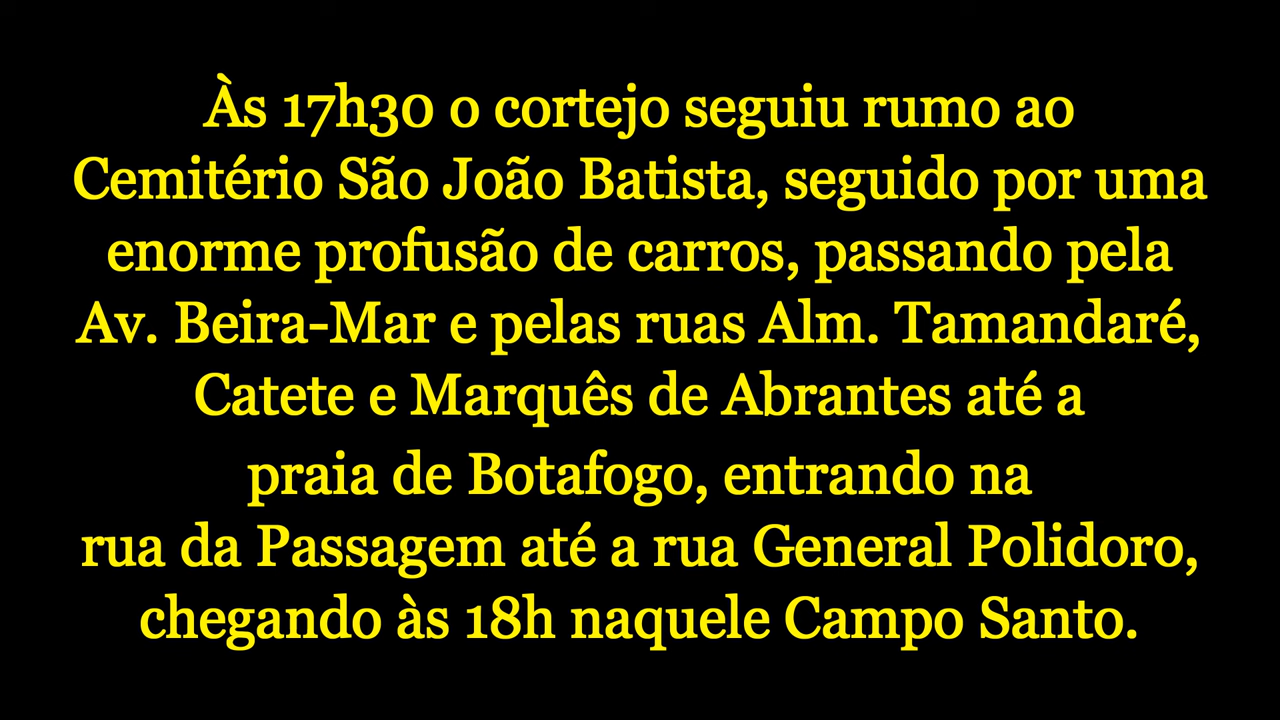 Às 17h30 o cortejo seguiu rumo ao
Cemitério São João Batista, seguido por uma
enorme profusão de carros, passando pela
Av. Beira-Mar e pelas ruas Alm. Tamandaré,
Catete e Marquês de Abrantes até a
praia de Botafogo, entrando na
rua da Passagem até a rua General Polidoro,
chegando às 18h naquele Campo Santo.